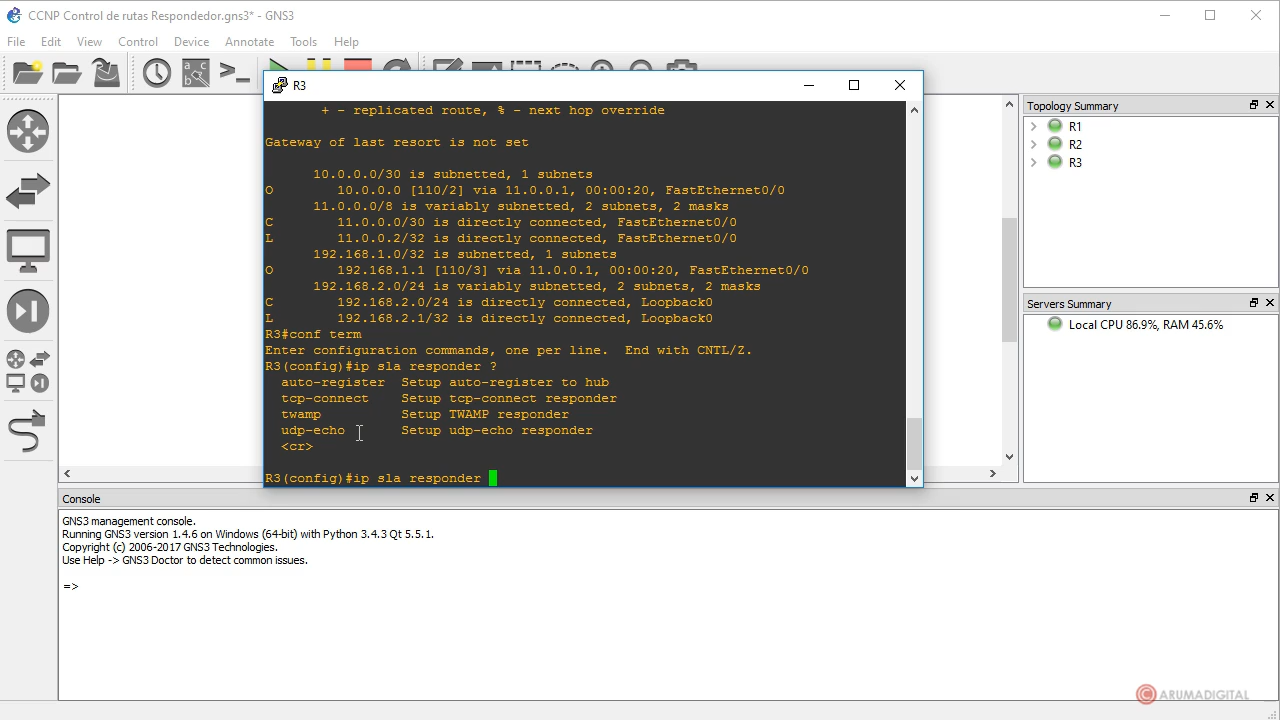 CCNP Control de rutas Respondedor.gns3* - GNS3
File Edit View Control Device Annotate Tools Help
R3
+ - replicated route, % - next hop override
Gateway of last resort is not set
10.0.0.0/30 is subnetted, 1 subnets
O 10.0.0.0 [110/2] via 11.0.0.1, 00:00:20, FastEthernet0/0
11.0.0.0/8 is variably subnetted, 2 subnets, 2 masks
C 11.0.0.0/30 is directly connected, FastEthernet0/0
L 11.0.0.2/32 is directly connected, FastEthernet0/0
192.168.1.0/32 is subnetted, 1 subnets
O 192.168.1.1 [110/3] via 11.0.0.1, 00:00:20, FastEthernet0/0
192.168.2.0/24 is variably subnetted, 2 subnets, 2 masks
C 192.168.2.0/24 is directly connected, Loopback0
L 192.168.2.1/32 is directly connected, Loopback0
R3#conf term
Enter configuration commands, one per line. End with CNTL/Z.
R3(config)#ip sla responder ?
auto-register Setup auto-register to hub
tcp-connect Setup tcp-connect responder
twamp Setup TWAMP responder
udp-echo Setup udp-echo responder
<cr>
R3(config)#ip sla responder
Topology Summary
R1
R2
R3
Servers Summary
Local CPU 86.9%, RAM 45.6%
Console
GNS3 management console.
Running GNS3 version 1.4.6 on Windows (64-bit) with Python 3.4.3 Qt 5.5.1.
Copyright (c) 2006-2017 GNS3 Technologies.
Use Help -> GNS3 Doctor to detect common issues.
=>
© ARUMADIGITAL